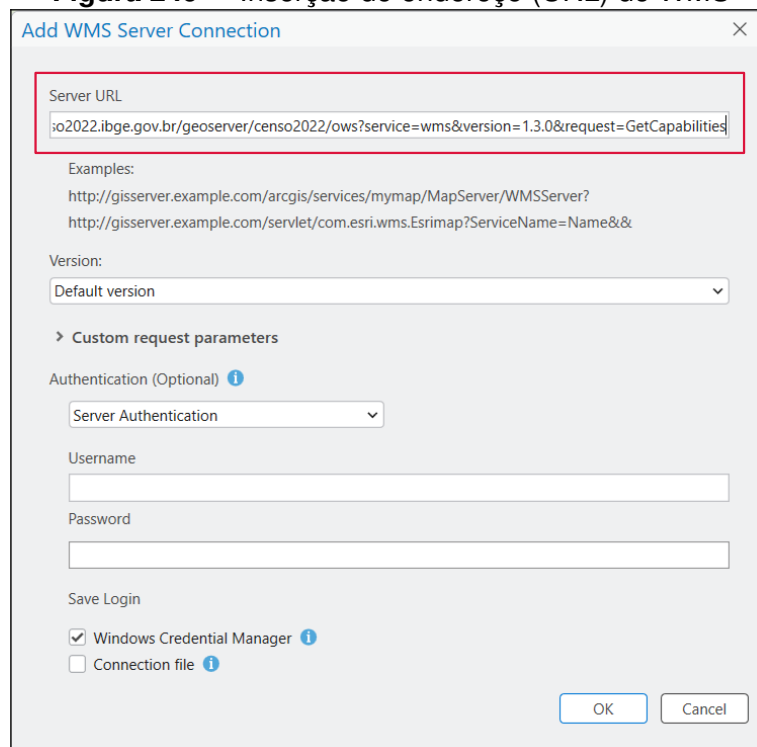 Add WMS Server Connection
Server URL
so2022.ibge.gov.br/geoserver/censo2022/ows?service=wms&version=1.3.0&request=GetCapabilities
Examples:
http://gisserver.example.com/arcgis/services/mymap/MapServer/WMSServer?
http://gisserver.example.com/servlet/com.esri.wms.Esrimap?ServiceName=Name&&
Version:
Default version
Custom request parameters
Authentication (Optional)
Server Authentication
Username
Password
Save Login
Windows Credential Manager
Connection file
OK Cancel